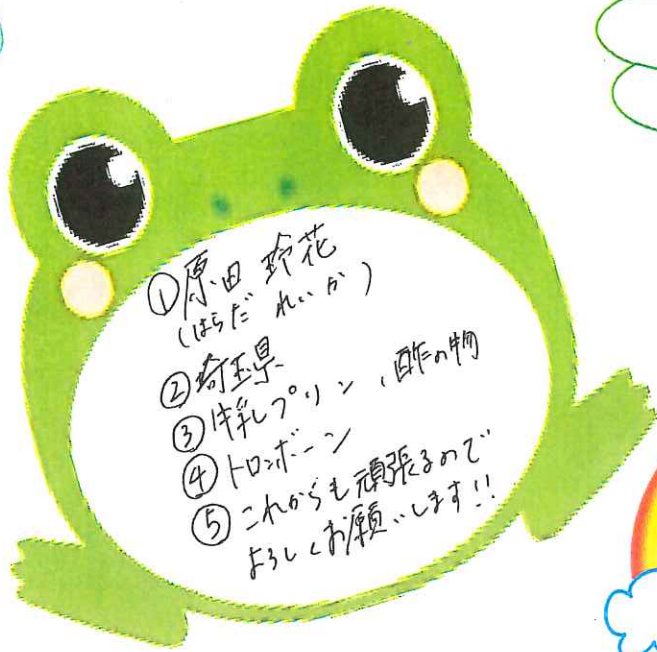 ①原田 玲花
(はらだ れいか)
②埼玉県
③牛乳プリン、酢の物
④トロンボーン
⑤これからも頑張るので
よろしくお願いします!!